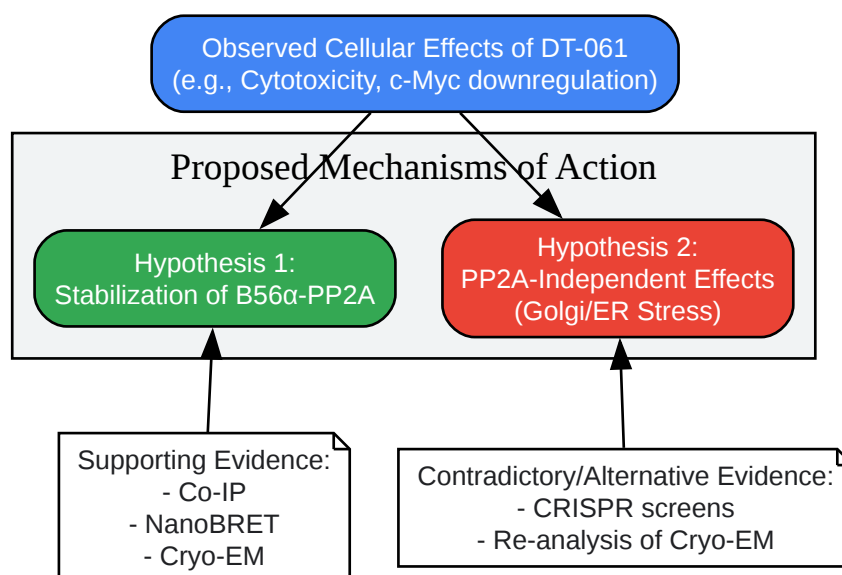 Observed Cellular Effects of DT-061
(e.g., Cytotoxicity, c-Myc downregulation)
Proposed Mechanisms of Action
Hypothesis 1:
Stabilization of B56α-PP2A
Hypothesis 2:
PP2A-Independent Effects
(Golgi/ER Stress)
Supporting Evidence:
- Co-IP
- NanoBRET
- Cryo-EM
Contradictory/Alternative Evidence:
- CRISPR screens
- Re-analysis of Cryo-EM